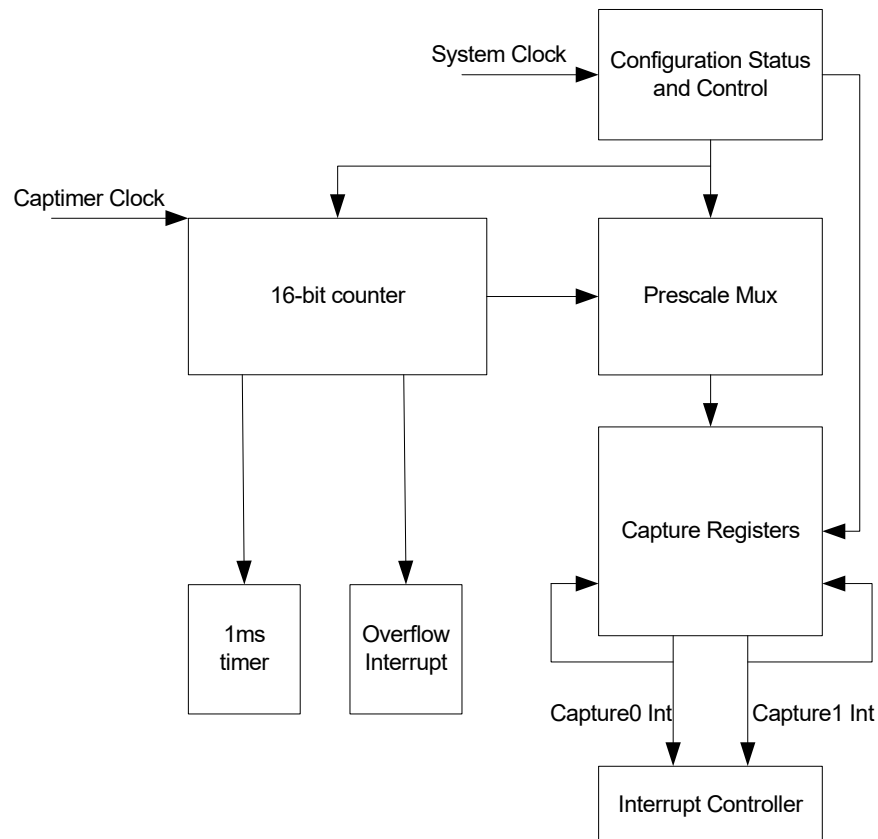 System Clock
Configuration Status
and Control
Captimer Clock
16-bit counter
Prescale Mux
Capture Registers
1ms
timer
Overflow
Interrupt
Capture0 Int
Capture1 Int
Interrupt Controller